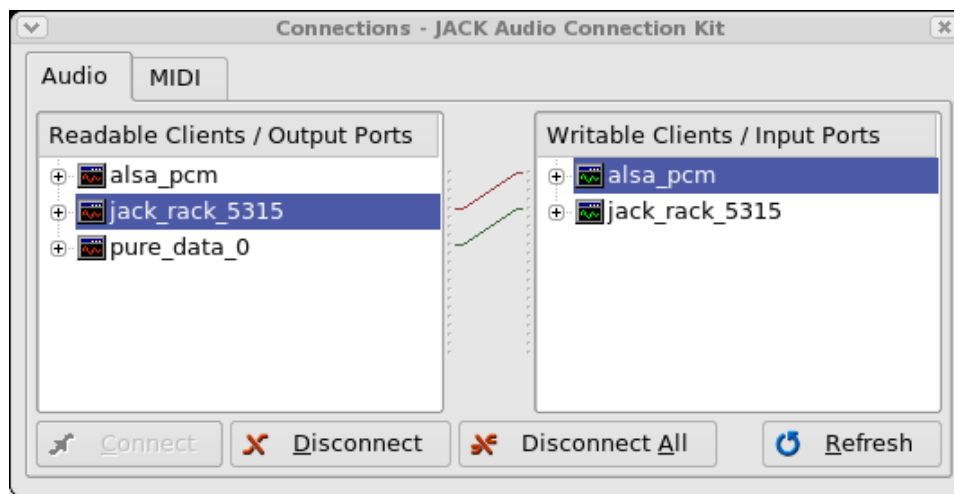 Connections - JACK Audio Connection Kit
Audio MIDI
Readable Clients / Output Ports
alsa_pcm
jack_rack_5315
pure_data_0
Writable Clients / Input Ports
alsa_pcm
jack_rack_5315
Connect Disconnect Disconnect All Refresh